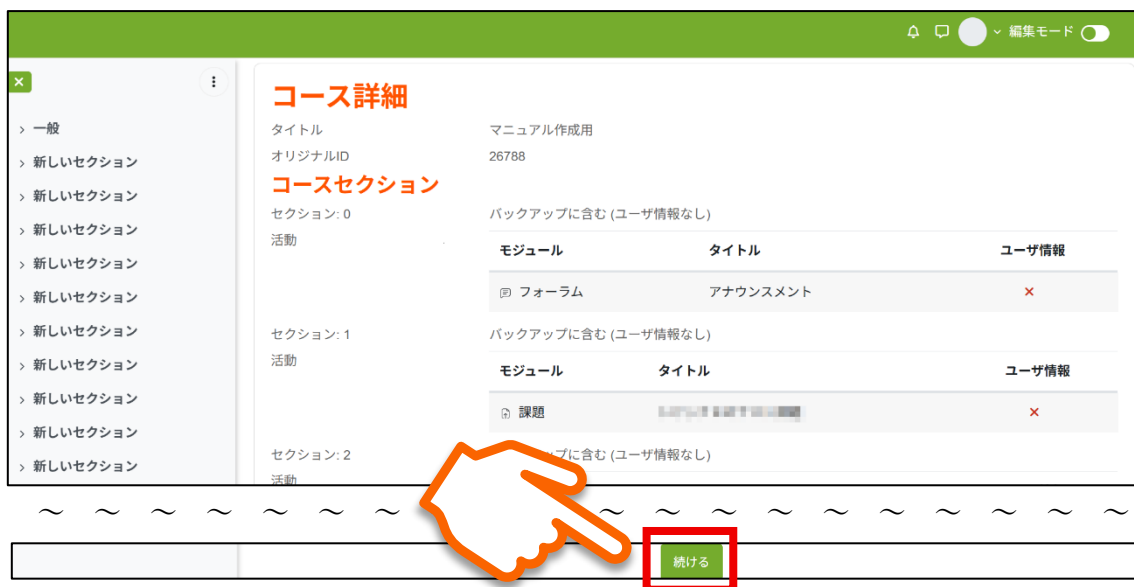 編集モード
一般
新しいセクション
新しいセクション
新しいセクション
新しいセクション
新しいセクション
新しいセクション
新しいセクション
新しいセクション
新しいセクション
新しいセクション
コース詳細
タイトル マニュアル作成用
オリジナルID 26788
コースセクション
セクション: 0 バックアップに含む (ユーザ情報なし)
活動
モジュール タイトル ユーザ情報
フォーラム アナウンスメント
セクション: 1 バックアップに含む (ユーザ情報なし)
活動
モジュール タイトル ユーザ情報
課題
セクション: 2 プに含む (ユーザ情報なし)
活動
～ ～ ～ ～ ～ ～ ～ ～ ～ ～ ～ ～ ～ ～ ～ ～ ～
続ける